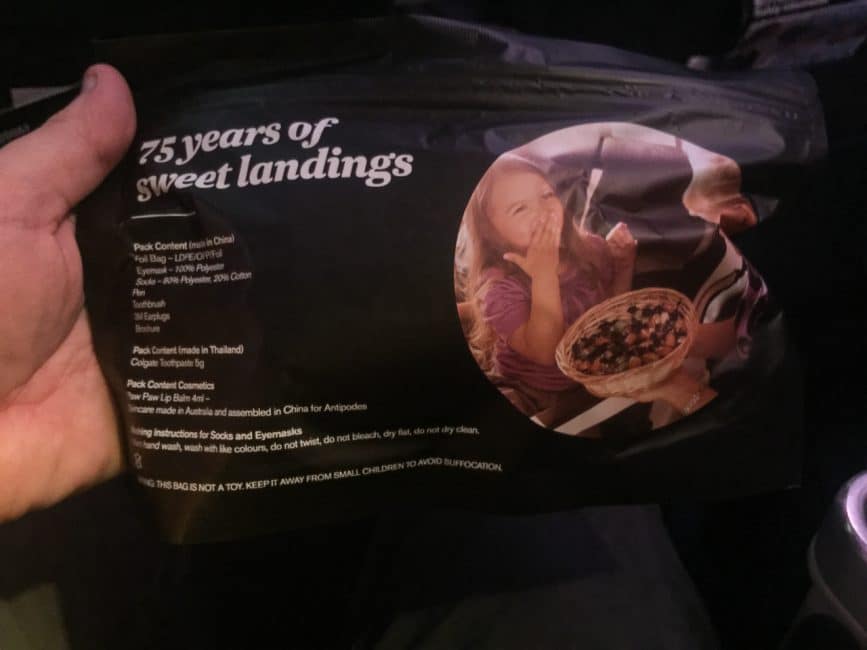 75 years of
sweet landings
Pack Content (made in China)
Foil Bag – LDPE/OPP/Foil
Eyemask – 100% Polyester
Socks – 80% Polyester, 20% Cotton
Pen
Toothbrush
3M Earplugs
Brochure
Pack Content (made in Thailand)
Colgate Toothpaste 5g
Pack Content Cosmetics
Paw Paw Lip Balm 4ml –
made in Australia and assembled in China for Antipodes
instructions for Socks and Eyemasks
hand wash, wash with like colours, do not twist, do not bleach, dry flat, do not dry clean.
THIS BAG IS NOT A TOY. KEEP IT AWAY FROM SMALL CHILDREN TO AVOID SUFFOCATION.